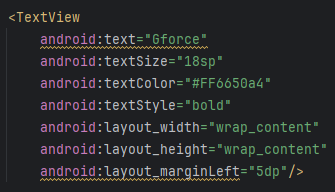 <TextView
android:text="Gforce"
android:textSize="18sp"
android:textColor="#FF6650a4"
android:textStyle="bold"
android:layout_width="wrap_content"
android:layout_height="wrap_content"
android:layout_marginLeft="5dp"/>